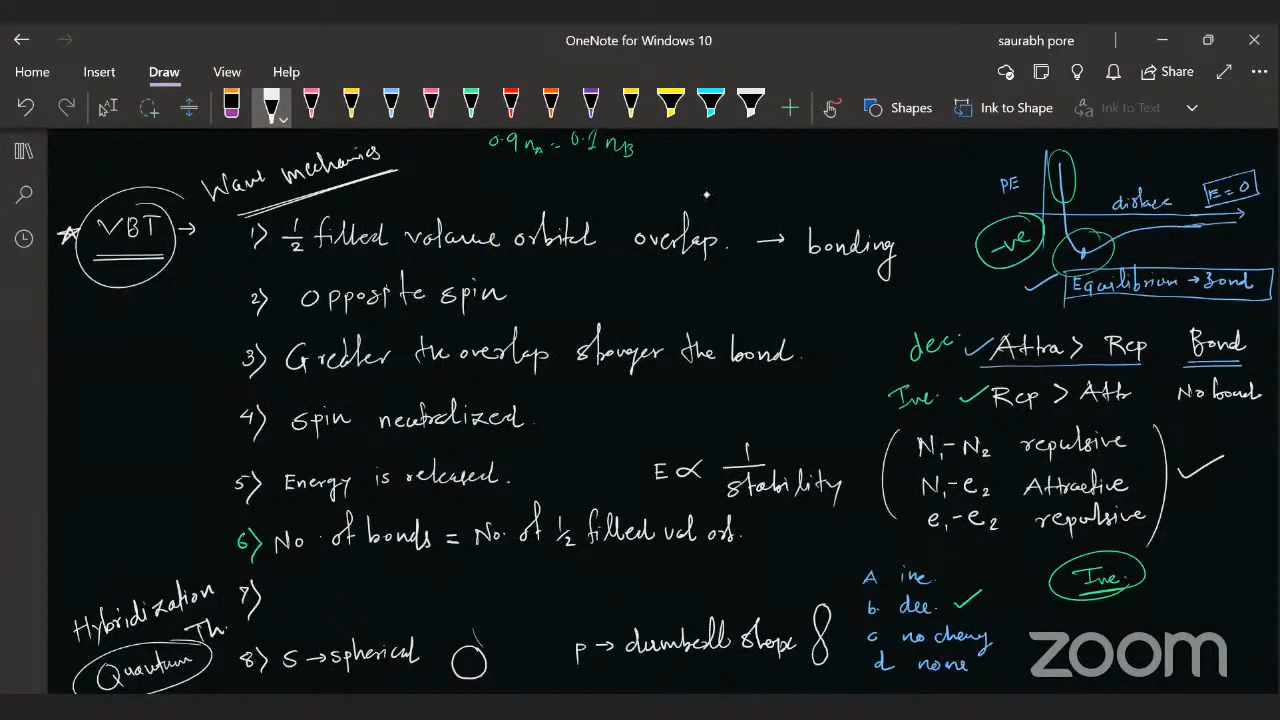 OneNote for Windows 10
saurabh pore
Home Insert Draw View Help
Share
Shapes
Ink to Shape
Ink to Text
0.9 nA = 0.1 nB
VBT →
Wave mechanics
1) 1/2 filled volume orbital overlap. → bonding
2) Opposite spin
3) Greater the overlap stronger the bond.
4) spin neutralized.
5) Energy is released.
E ∝ 1/stability
6) No. of bonds = No. of 1/2 filled val orb.
7)
Hybridization Th.
Quantum
8) S → spherical
p → dumbell shape
PE
distace
E = 0
-ve
Equilibrium → Bond
dec. ✓ Attra > Rep Bond
Inc. ✓ Rep > Attr No bond
N1 - N2 repulsive
N1 - e2 Attractive
e1 - e2 repulsive
Inc.
A inc.
b. dec. ✓
c no cheng
d none
zoom